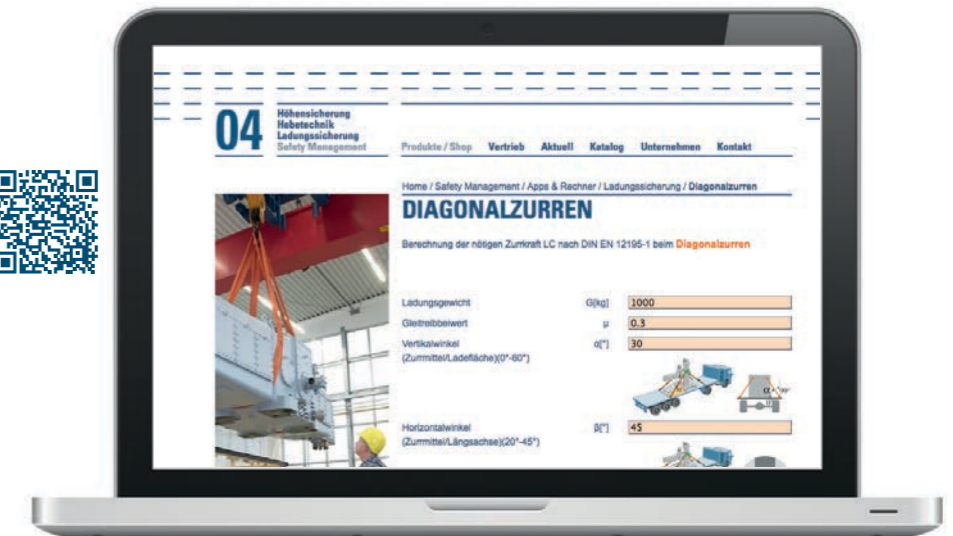 04
Höhensicherung
Hebetechnik
Ladungssicherung
Safety Management
Produkte / Shop Vertrieb Aktuell Katalog Unternehmen Kontakt
Home / Safety Management / Apps & Rechner / Ladungssicherung / Diagonalzurren
DIAGONALZURREN
Berechnung der nötigen Zurrkraft LC nach DIN EN 12195-1 beim Diagonalzurren
Ladungsgewicht G[kg] 1000
Gleitreibbeiwert µ 0.3
Vertikalwinkel α[°] 30
(Zurrmittel/Ladefläche)(0°-60°)
Horizontalwinkel β[°] 45
(Zurrmittel/Längsachse)(20°-45°)